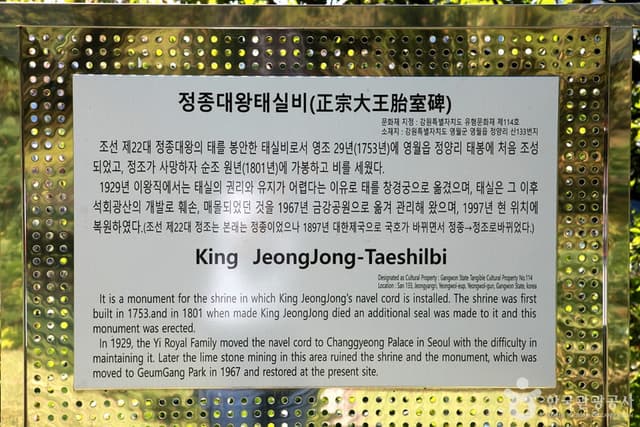 정종대왕태실비(正宗大王胎室碑)
문화재 지정 : 강원특별자치도 유형문화재 제114호
소재지 : 강원특별자치도 영월군 영월읍 정양리 산133번지
조선 제22대 정종대왕의 태를 봉안한 태실비로서 영조 29년(1753년)에 영월읍 정양리 태봉에 처음 조성
되었고, 정조가 사망하자 순조 원년(1801년)에 가봉하고 비를 세웠다.
1929년 이왕직에서는 태실의 권리와 유지가 어렵다는 이유로 태를 창경궁으로 옮겼으며, 태실은 그 이후
석회광산의 개발로 훼손, 매몰되었던 것을 1967년 금강공원으로 옮겨 관리해 왔으며, 1997년 현 위치에
복원하였다.(조선 제22대 정조는 본래는 정종이었으나 1897년 대한제국으로 국호가 바뀌면서 정종→정조로바뀌었다.)
King JeongJong-Taeshilbi
Designated as Cultural Property : Gangwon State Tangible Cultural Property No.114
Location : San 133, Jeongyangri, Yeongwol-eup, Yeongwol-gun, Gangwon State, korea
It is a monument for the shrine in which King JeongJong's navel cord is installed. The shrine was first
built in 1753.and in 1801 when made King JeongJong died an additional seal was made to it and this
monument was erected.
In 1929, the Yi Royal Family moved the navel cord to Changgyeong Palace in Seoul with the difficulty in
maintaining it. Later the lime stone mining in this area ruined the shrine and the monument, which was
moved to GeumGang Park in 1967 and restored at the present site.
한국관광공사